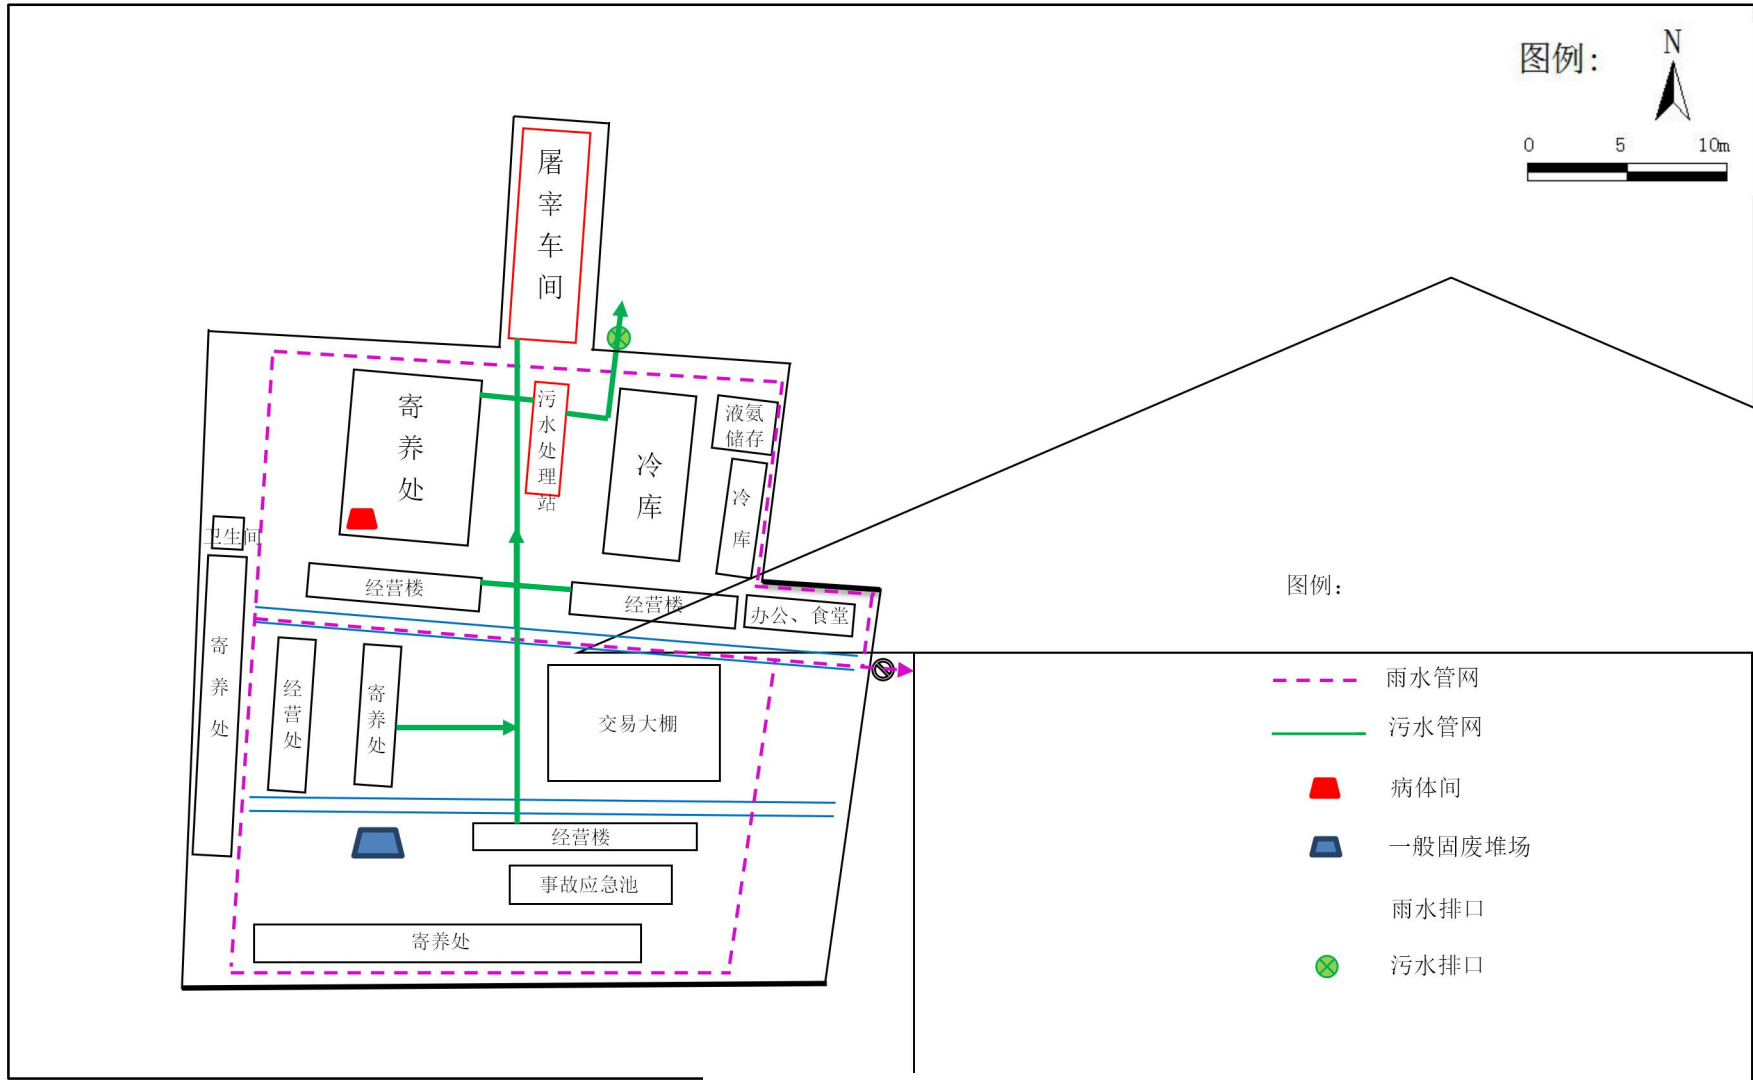 图例:
N
0 5 10m
屠宰车间
寄养处
污水处理站
冷库
液氨
储存
冷库
卫生间
经营楼
经营楼
办公、食堂
寄养处
经营处
寄养处
交易大棚
经营楼
事故应急池
寄养处
图例:
雨水管网
污水管网
病体间
一般固废堆场
雨水排口
污水排口